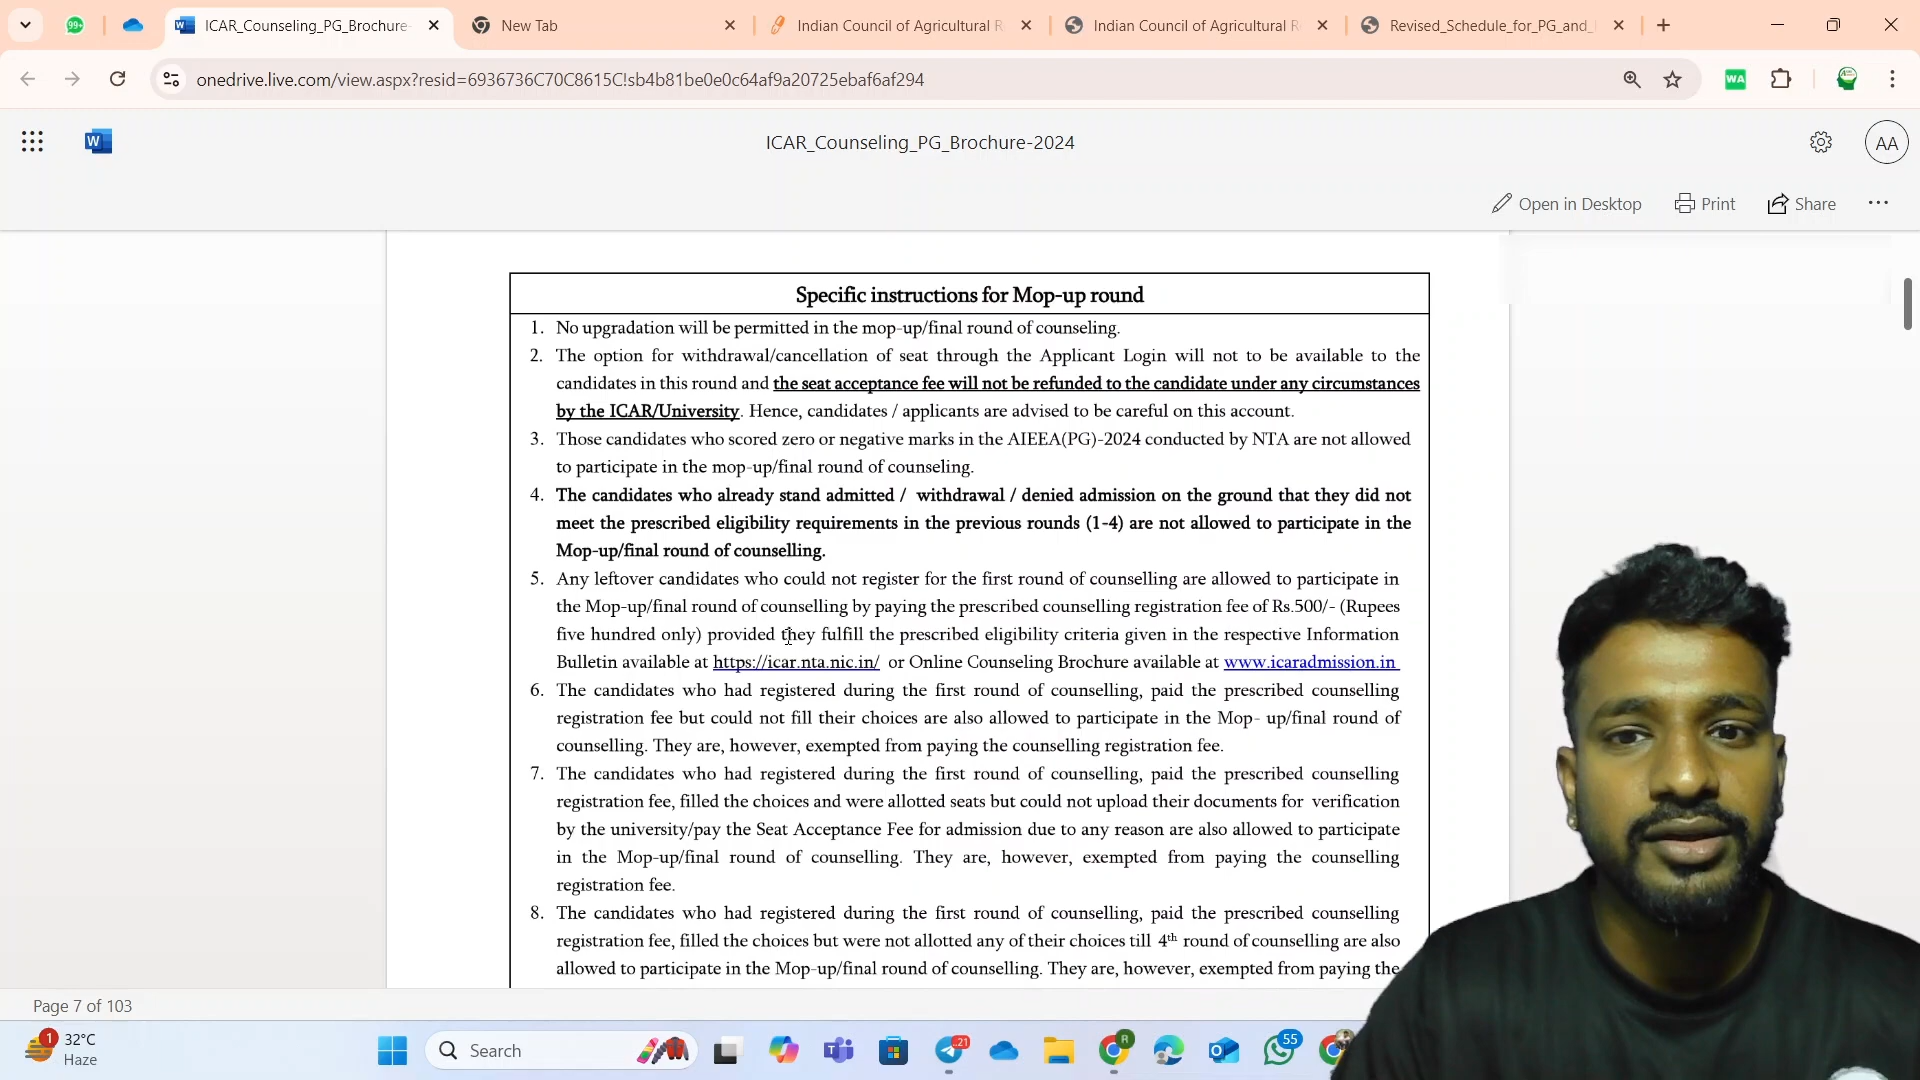 99+
ICAR_Counseling_PG_Brochure-
New Tab
Indian Council of Agricultural R
Indian Council of Agricultural R
Revised_Schedule_for_PG_and_
onedrive.live.com/view.aspx?resid=6936736C70C8615C!sb4b81be0e0c64af9a20725ebaf6af294
WA
W
ICAR_Counseling_PG_Brochure-2024
AA
Open in Desktop
Print
Share
Specific instructions for Mop-up round
1. No upgradation will be permitted in the mop-up/final round of counseling.
2. The option for withdrawal/cancellation of seat through the Applicant Login will not to be available to the
candidates in this round and the seat acceptance fee will not be refunded to the candidate under any circumstances
by the ICAR/University. Hence, candidates / applicants are advised to be careful on this account.
3. Those candidates who scored zero or negative marks in the AIEEA(PG)-2024 conducted by NTA are not allowed
to participate in the mop-up/final round of counseling.
4. The candidates who already stand admitted / withdrawal / denied admission on the ground that they did not
meet the prescribed eligibility requirements in the previous rounds (1-4) are not allowed to participate in the
Mop-up/final round of counselling.
5. Any leftover candidates who could not register for the first round of counselling are allowed to participate in
the Mop-up/final round of counselling by paying the prescribed counselling registration fee of Rs.500/- (Rupees
five hundred only) provided they fulfill the prescribed eligibility criteria given in the respective Information
Bulletin available at https://icar.nta.nic.in/ or Online Counseling Brochure available at www.icaradmission.in
6. The candidates who had registered during the first round of counselling, paid the prescribed counselling
registration fee but could not fill their choices are also allowed to participate in the Mop- up/final round of
counselling. They are, however, exempted from paying the counselling registration fee.
7. The candidates who had registered during the first round of counselling, paid the prescribed counselling
registration fee, filled the choices and were allotted seats but could not upload their documents for verification
by the university/pay the Seat Acceptance Fee for admission due to any reason are also allowed to participate
in the Mop-up/final round of counselling. They are, however, exempted from paying the counselling
registration fee.
8. The candidates who had registered during the first round of counselling, paid the prescribed counselling
registration fee, filled the choices but were not allotted any of their choices till 4th round of counselling are also
allowed to participate in the Mop-up/final round of counselling. They are, however, exempted from paying the
Page 7 of 103
1
32°C
Haze
Search
21
R
55